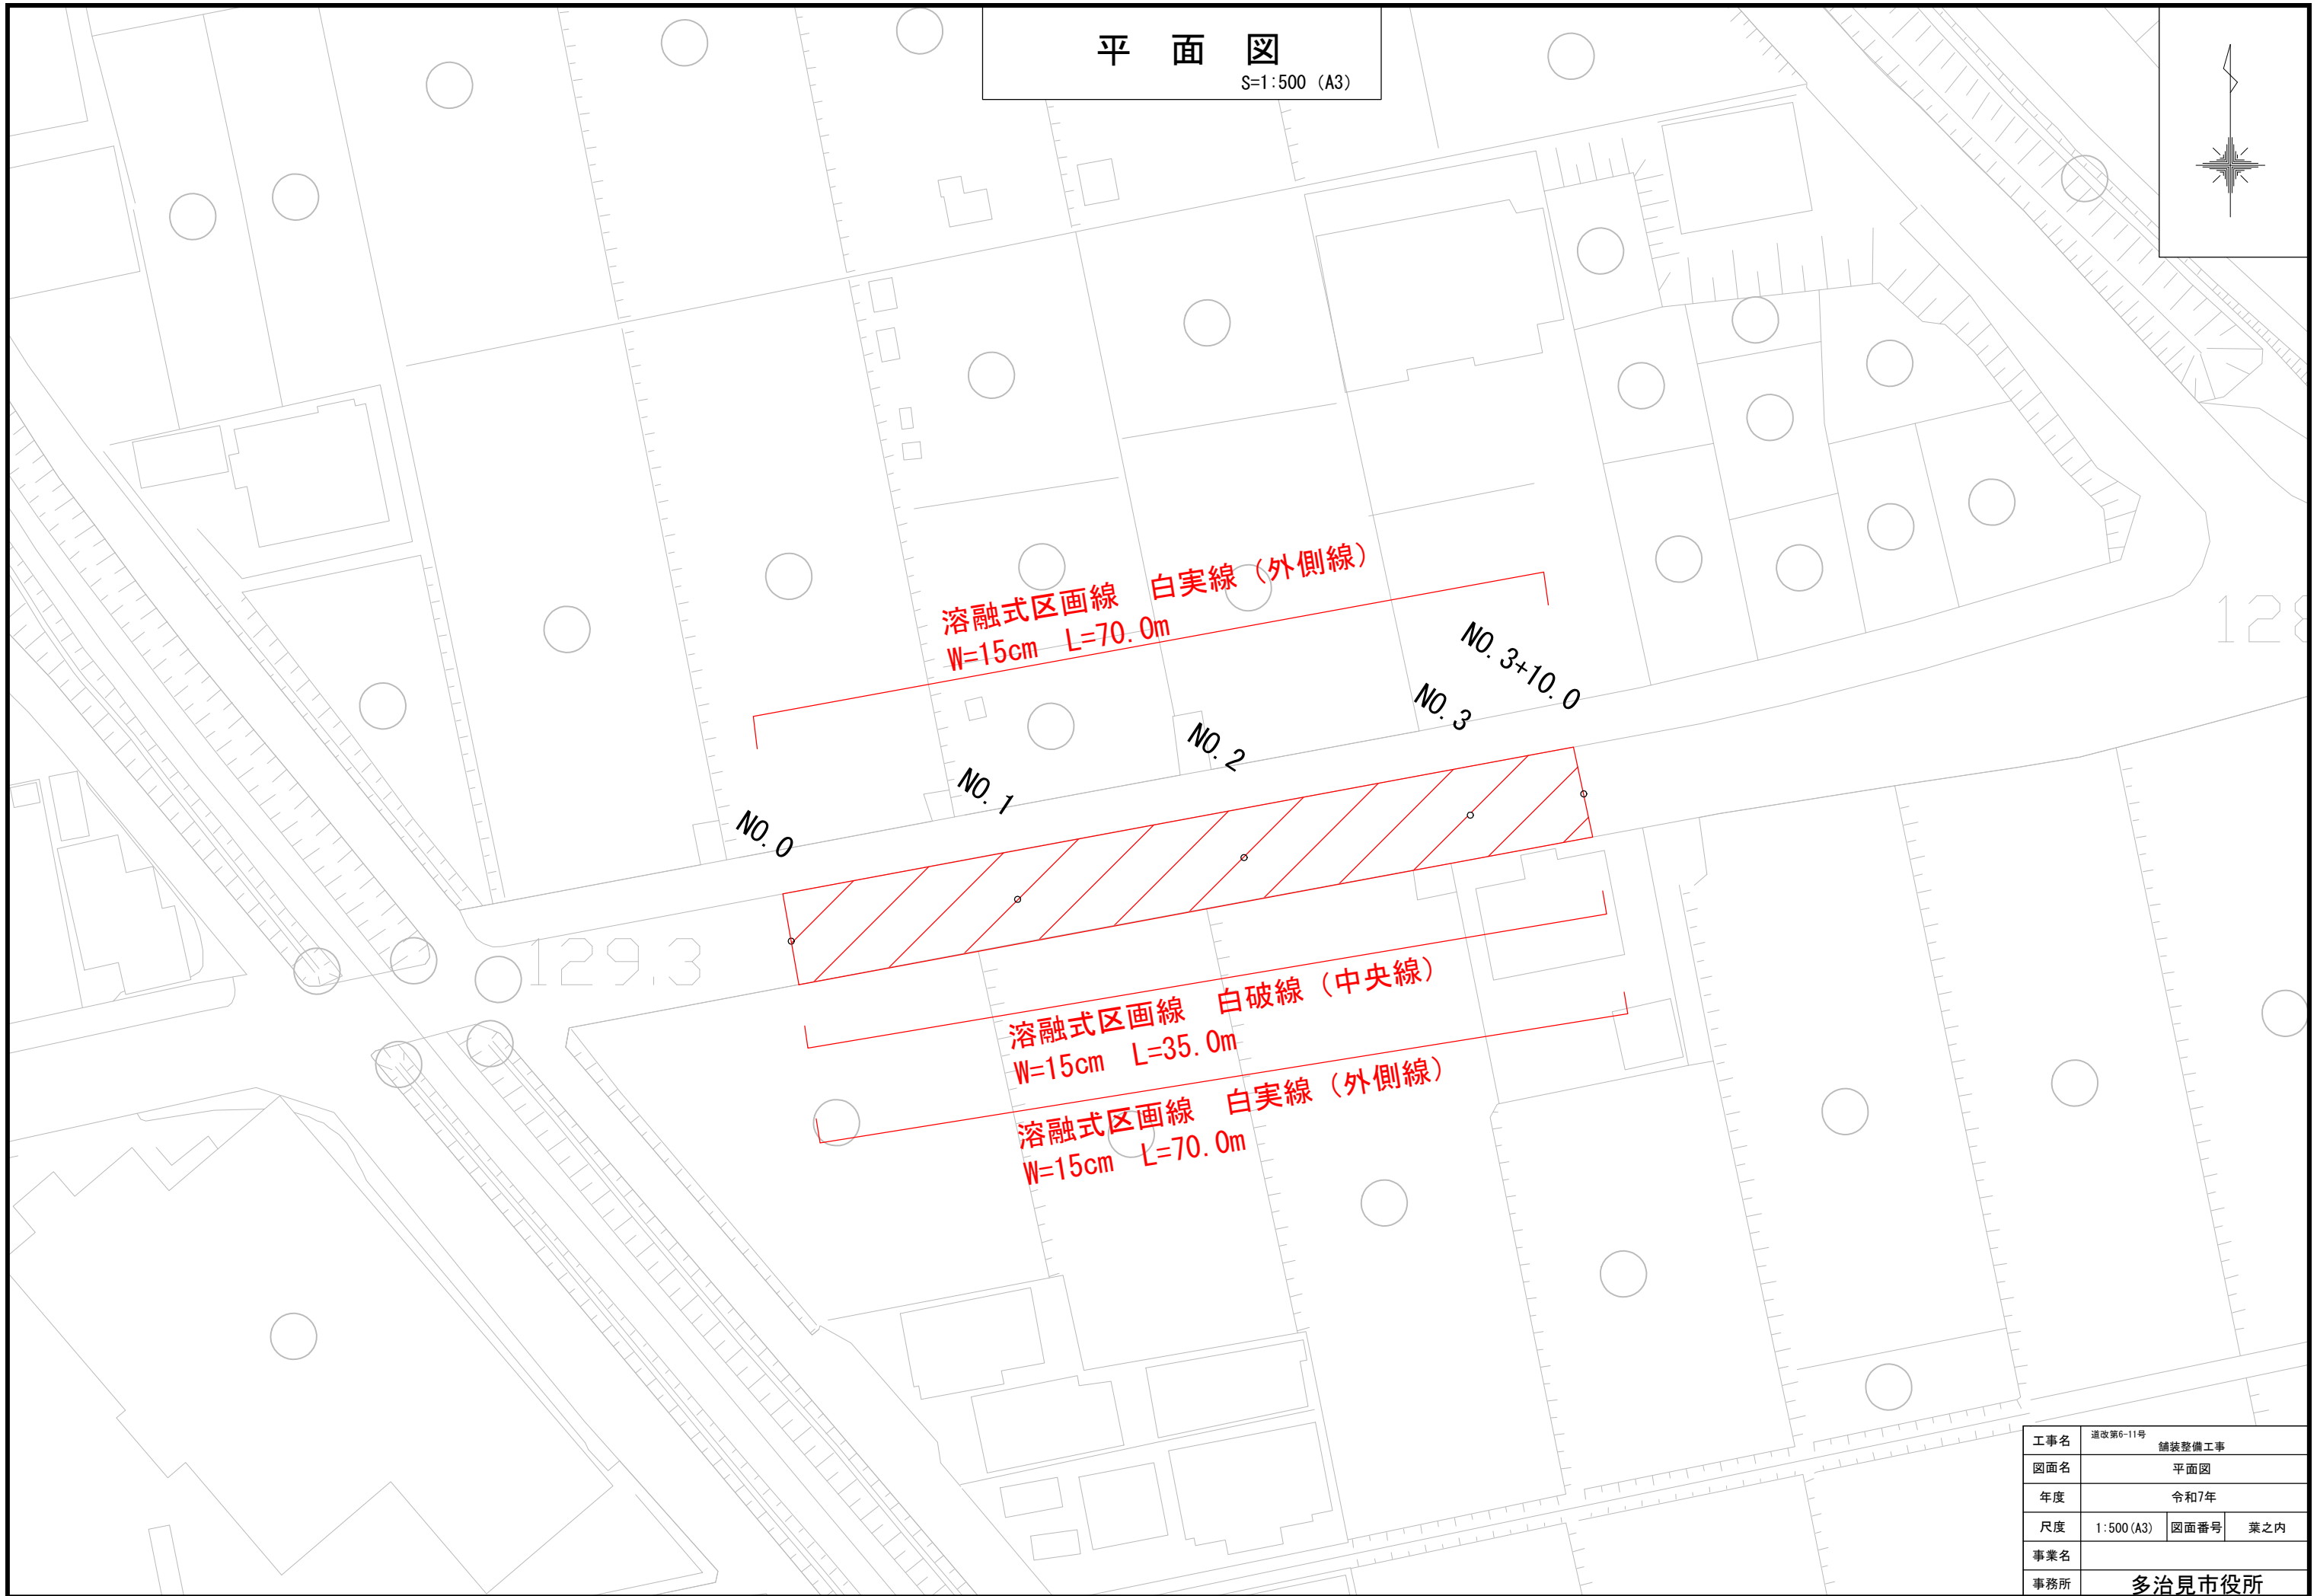 平面図
S=1:500 (A3)
溶融式区画線　白実線（外側線）
W=15cm　L=70.0m
NO.3+10.0
NO.3
NO.2
NO.1
NO.0
129.3
溶融式区画線　白破線（中央線）
W=15cm　L=35.0m
溶融式区画線　白実線（外側線）
W=15cm　L=70.0m
工事名 道改第6-11号
舗装整備工事
図面名 平面図
年度 令和7年
尺度 1:500(A3) 図面番号 葉之内
事業名
事務所 多治見市役所